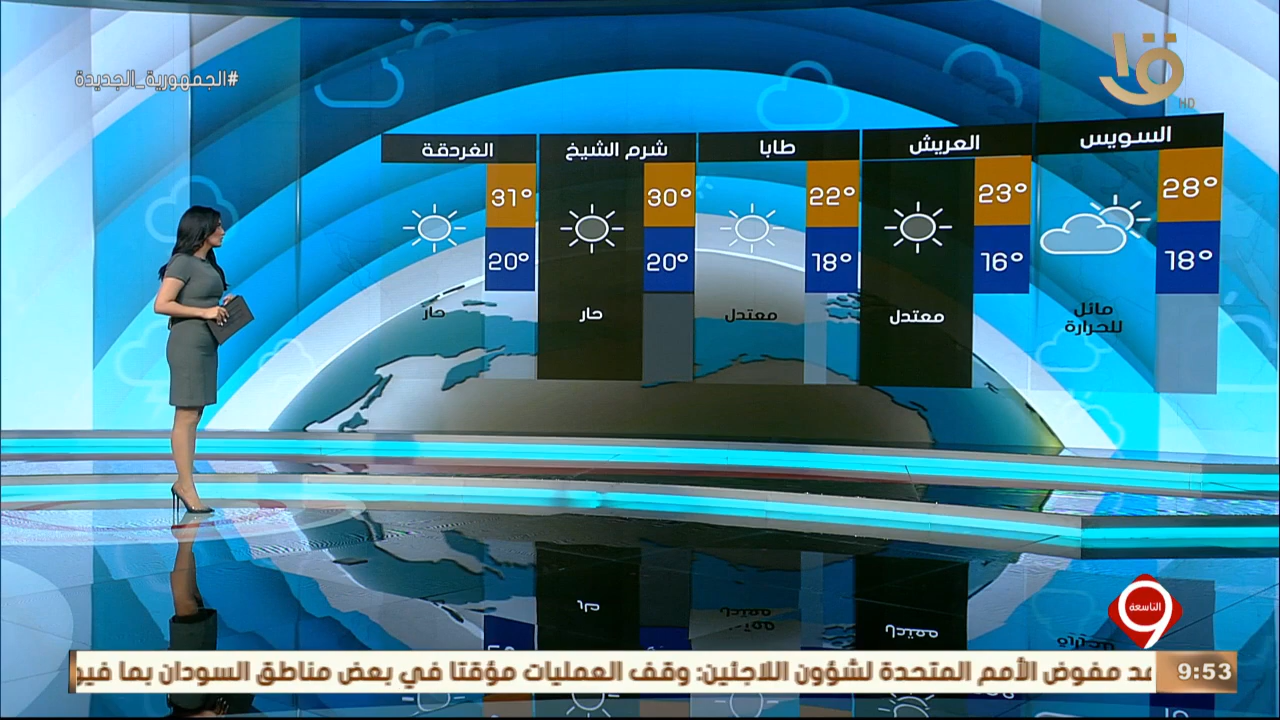 #الجمهورية_الجديدة
HD
السويس
28°
18°
مائل
للحرارة
العريش
23°
16°
معتدل
طابا
22°
18°
معتدل
شرم الشيخ
30°
20°
حار
الغردقة
31°
20°
حار
التاسعة
9
9:53
مفوض الأمم المتحدة لشؤون اللاجئين: وقف العمليات مؤقتا في بعض مناطق السودان بما